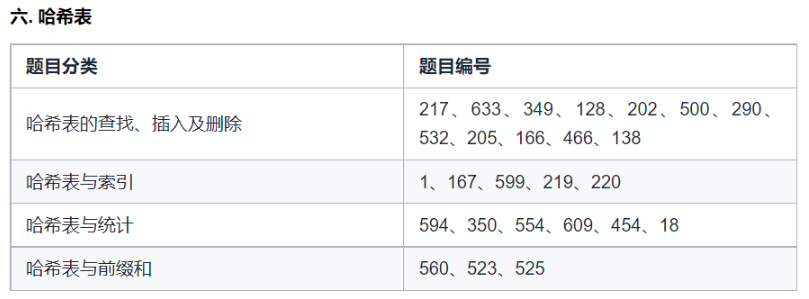 六. 哈希表
题目分类 题目编号
哈希表的查找、插入及删除 217、633、349、128、202、500、290、
532、205、166、466、138
哈希表与索引 1、167、599、219、220
哈希表与统计 594、350、554、609、454、18
哈希表与前缀和 560、523、525